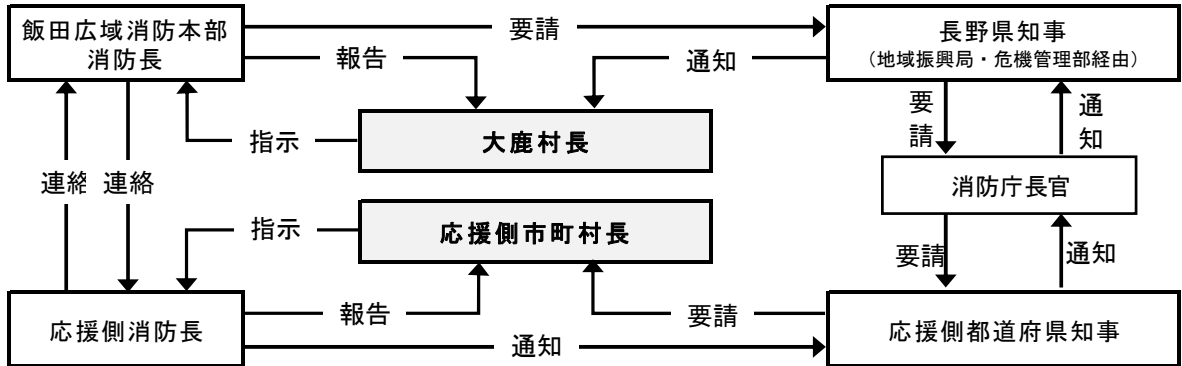 飯田広域消防本部
消防長
要請
長野県知事
(地域振興局・危機管理部経由)
報告
通知
指示
大鹿村長
要請
通知
連絡
連絡
消防庁長官
指示
応援側市町村長
要請
通知
応援側消防長
報告
要請
通知
応援側都道府県知事